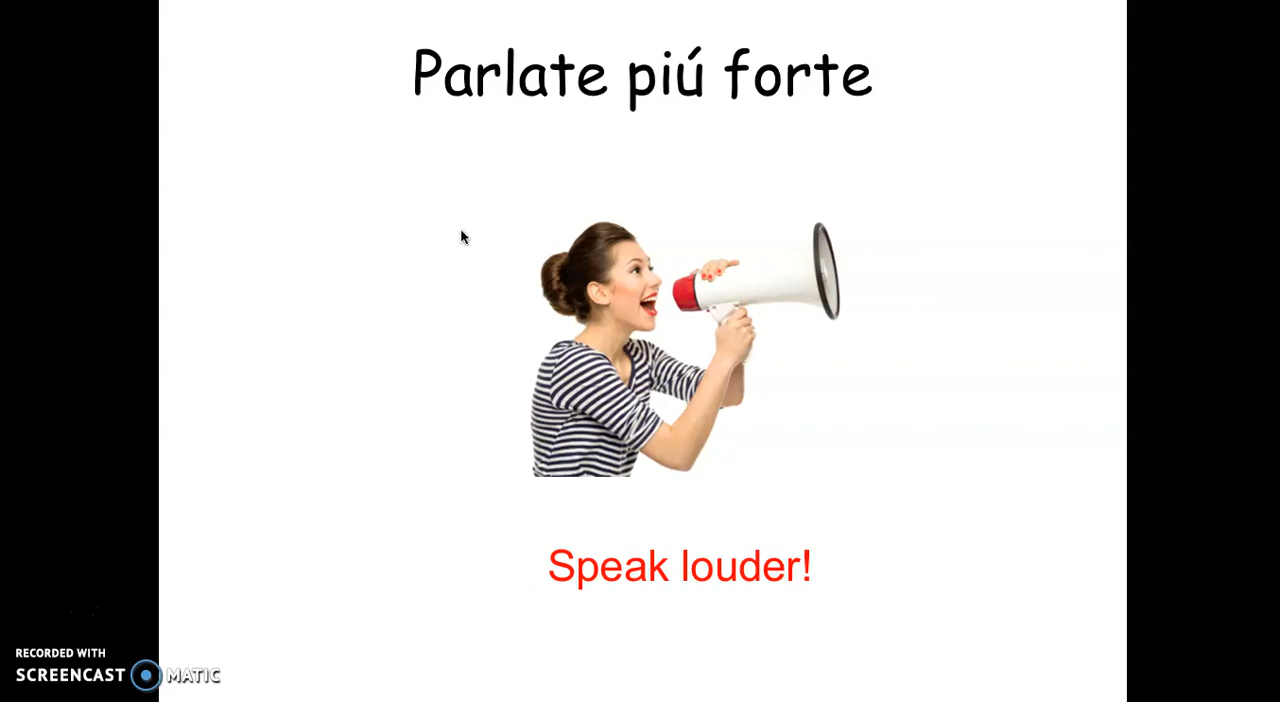 Parlate piú forte
Speak louder!
RECORDED WITH
SCREENCAST MATIC